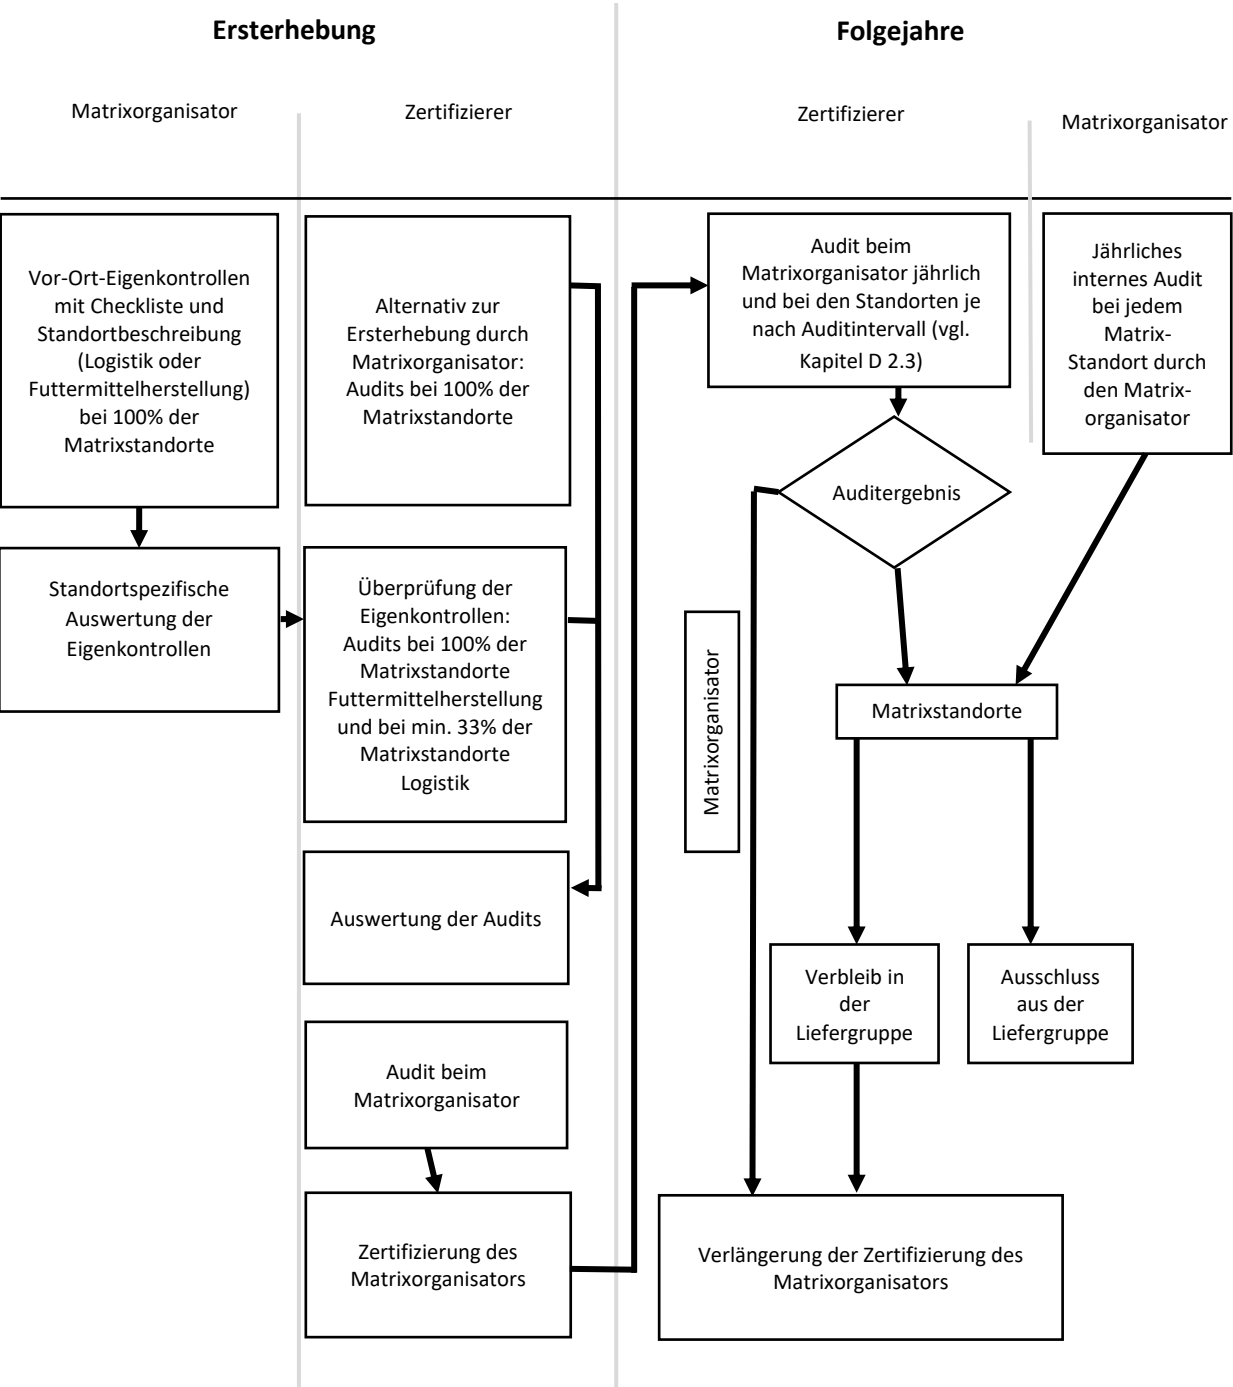 Ersterhebung
Folgejahre
Matrixorganisator
Zertifizierer
Zertifizierer
Matrixorganisator
Vor-Ort-Eigenkontrollen
mit Checkliste und
Standortbeschreibung
(Logistik oder
Futtermittelherstellung)
bei 100% der
Matrixstandorte
Alternativ zur
Ersterhebung durch
Matrixorganisator:
Audits bei 100% der
Matrixstandorte
Audit beim
Matrixorganisator jährlich
und bei den Standorten je
nach Auditintervall (vgl.
Kapitel D 2.3)
Jährliches
internes Audit
bei jedem
Matrix-
Standort durch
den Matrix-
organisator
Auditergebnis
Standortspezifische
Auswertung der
Eigenkontrollen
Überprüfung der
Eigenkontrollen:
Audits bei 100% der
Matrixstandorte
Futtermittelherstellung
und bei min. 33% der
Matrixstandorte
Logistik
Matrixorganisator
Matrixstandorte
Auswertung der Audits
Verbleib in
der
Liefergruppe
Ausschluss
aus der
Liefergruppe
Audit beim
Matrixorganisator
Zertifizierung des
Matrixorganisators
Verlängerung der Zertifizierung des
Matrixorganisators